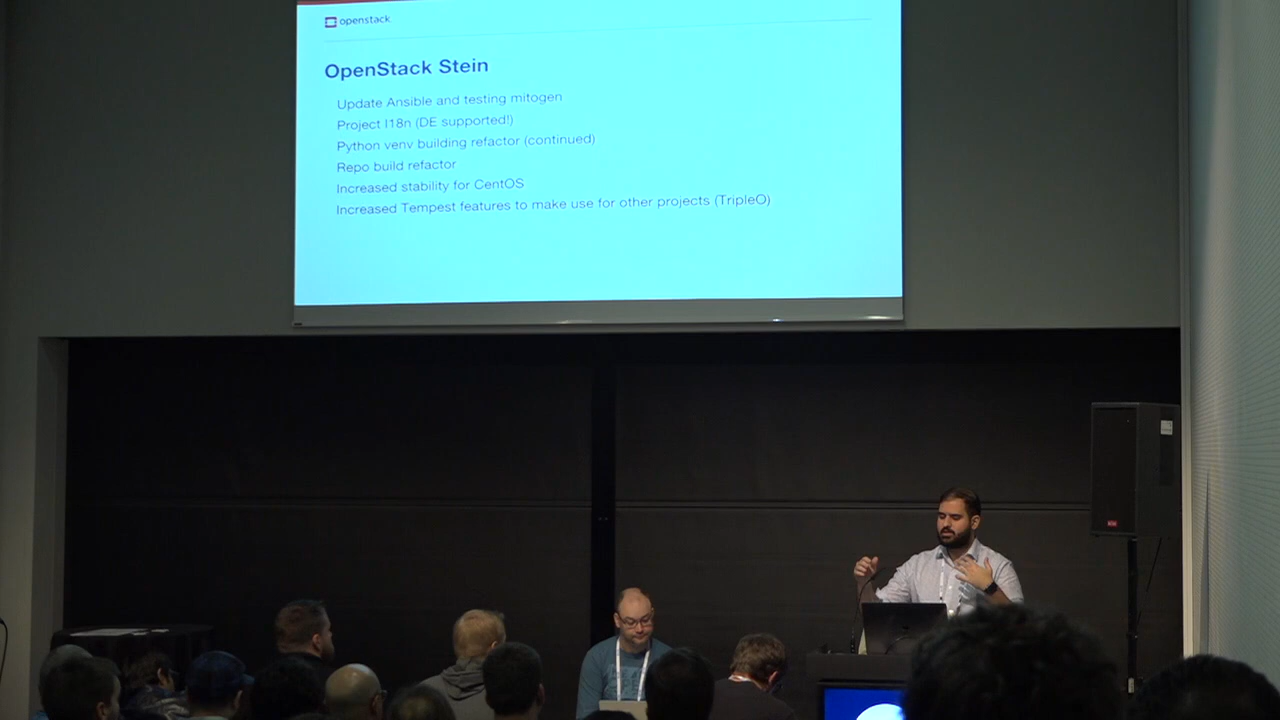 openstack.
OpenStack Stein
Update Ansible and testing mitogen
Project I18n (DE supported!)
Python venv building refactor (continued)
Repo build refactor
Increased stability for CentOS
Increased Tempest features to make use for other projects (TripleO)